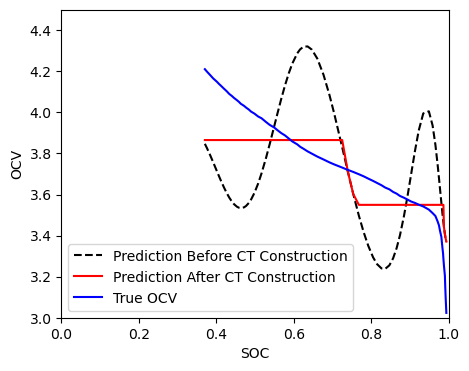 4.4
4.2
4.0
3.8
3.6
3.4
3.2
3.0
OCV
Prediction Before CT Construction
Prediction After CT Construction
True OCV
0.0 0.2 0.4 0.6 0.8 1.0
SOC